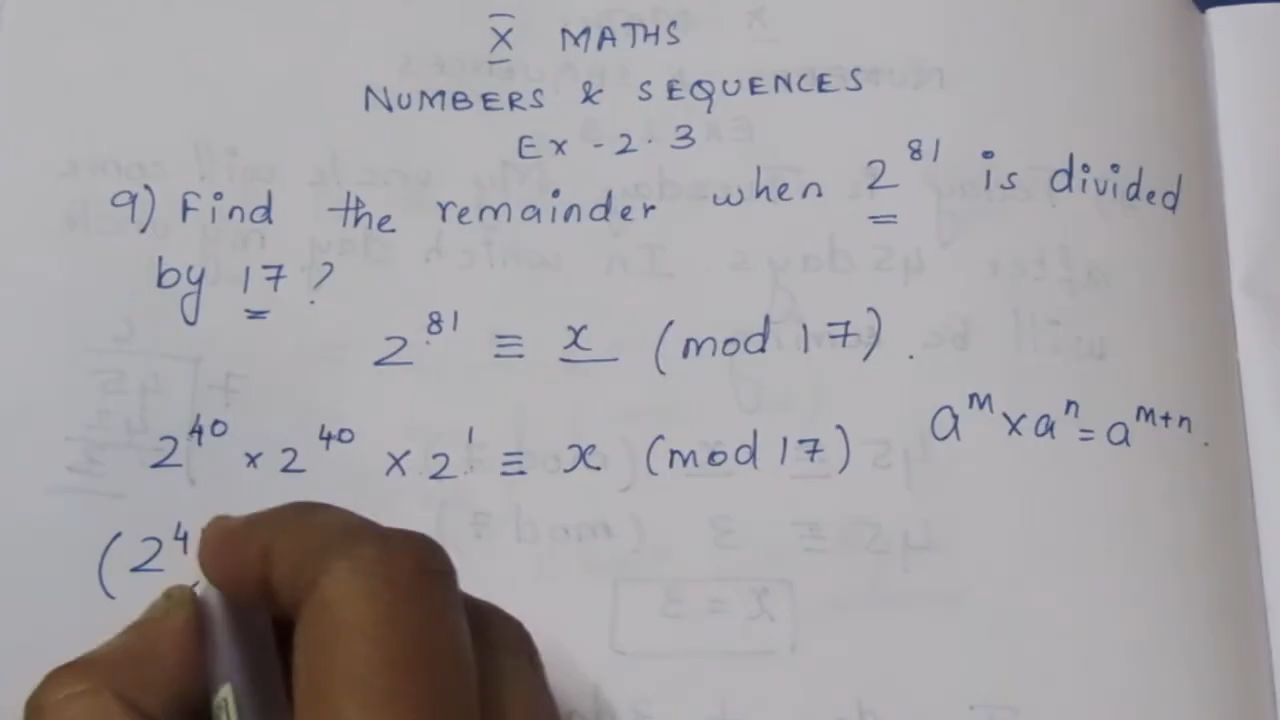 X MATHS
NUMBERS & SEQUENCES
Ex - 2.3
9) Find the remainder when 2^81 is divided
by 17?
2^81 ≡ x (mod 17).
2^40 × 2^40 × 2^1 ≡ x (mod 17) a^m × a^n = a^m+n.
(2^4